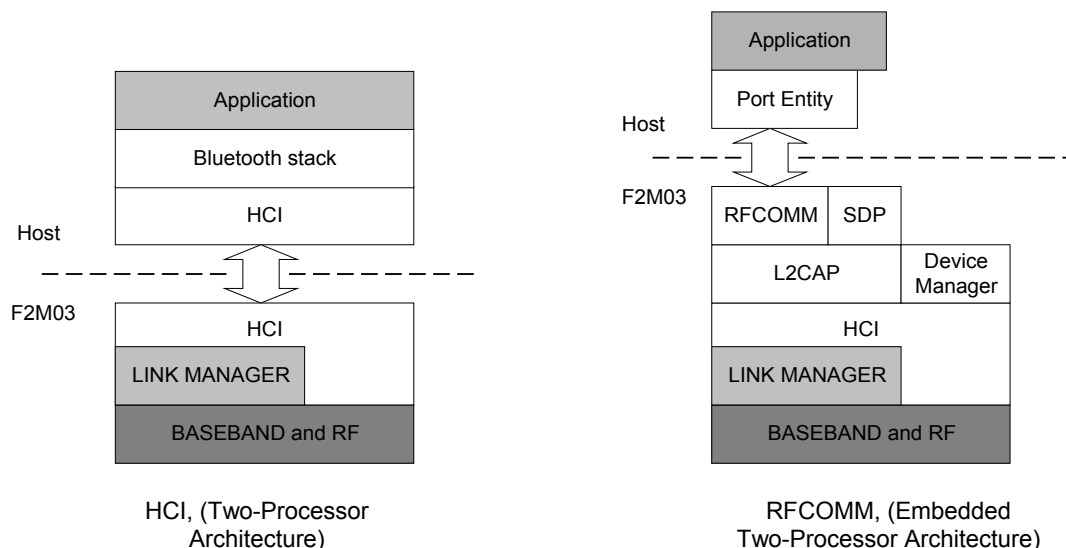 Application
Bluetooth stack
HCI
Host
F2M03
HCI
LINK MANAGER
BASEBAND and RF
HCI, (Two-Processor
Architecture)
Application
Port Entity
Host
F2M03
RFCOMM
SDP
L2CAP
Device
Manager
HCI
LINK MANAGER
BASEBAND and RF
RFCOMM, (Embedded
Two-Processor Architecture)